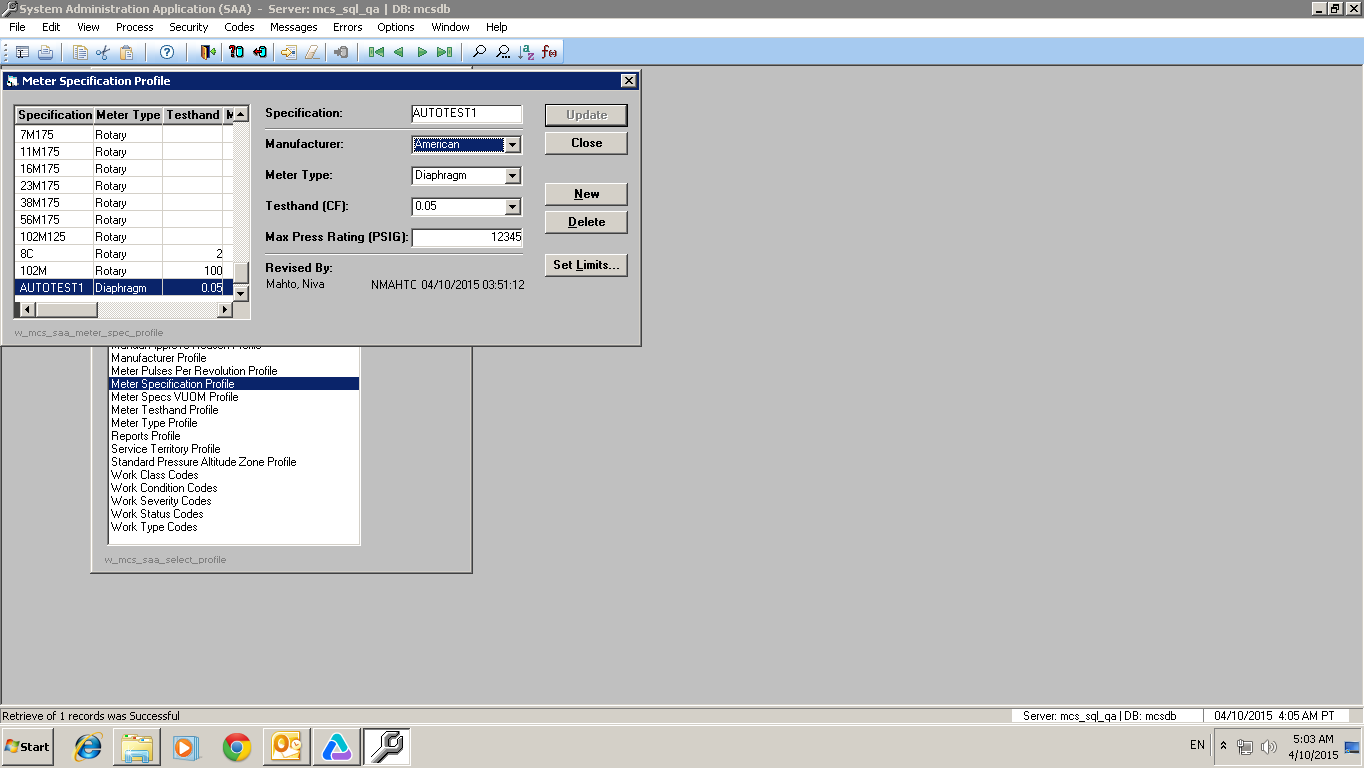 System Administration Application (SAA) - Server: mcs_sql_qa | DB: mcsdb
File Edit View Process Security Codes Messages Errors Options Window Help
Meter Specification Profile
Specification Meter Type Testhand M
7M175 Rotary
11M175 Rotary
16M175 Rotary
23M175 Rotary
38M175 Rotary
56M175 Rotary
102M125 Rotary
8C Rotary 2
102M Rotary 100
AUTOTEST1 Diaphragm 0.05
w_mcs_saa_meter_spec_profile
Specification: AUTOTEST1
Manufacturer: American
Meter Type: Diaphragm
Testhand (CF): 0.05
Max Press Rating (PSIG): 12345
Revised By:
Mahto, Niva NMAHTC 04/10/2015 03:51:12
Update
Close
New
Delete
Set Limits...
Manufacturer Profile
Meter Pulses Per Revolution Profile
Meter Specification Profile
Meter Specs VUOM Profile
Meter Testhand Profile
Meter Type Profile
Reports Profile
Service Territory Profile
Standard Pressure Altitude Zone Profile
Work Class Codes
Work Condition Codes
Work Severity Codes
Work Status Codes
Work Type Codes
w_mcs_saa_select_profile
Retrieve of 1 records was Successful
Server: mcs_sql_qa | DB: mcsdb 04/10/2015 4:05 AM PT
Start
EN
5:03 AM
4/10/2015